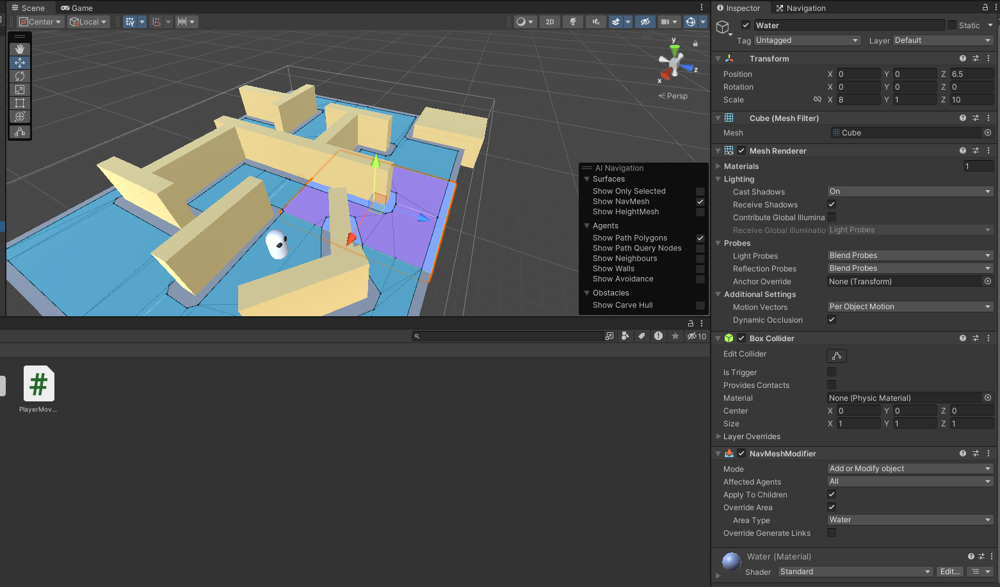 Scene
Game
Center
Local
2D
y
z
x
Persp
AI Navigation
Surfaces
Show Only Selected
Show NavMesh
Show HeightMesh
Agents
Show Path Polygons
Show Path Query Nodes
Show Neighbours
Show Walls
Show Avoidance
Obstacles
Show Carve Hull
10
#
PlayerMov...
Inspector
Navigation
Water
Static
Tag Untagged
Layer Default
Transform
Position X 0 Y 0 Z 6.5
Rotation X 0 Y 0 Z 0
Scale X 8 Y 1 Z 10
Cube (Mesh Filter)
Mesh Cube
Mesh Renderer
Materials 1
Lighting
Cast Shadows On
Receive Shadows
Contribute Global Illumina
Receive Global Illuminatio Light Probes
Probes
Light Probes Blend Probes
Reflection Probes Blend Probes
Anchor Override None (Transform)
Additional Settings
Motion Vectors Per Object Motion
Dynamic Occlusion
Box Collider
Edit Collider
Is Trigger
Provides Contacts
Material None (Physic Material)
Center X 0 Y 0 Z 0
Size X 1 Y 1 Z 1
Layer Overrides
NavMeshModifier
Mode Add or Modify object
Affected Agents All
Apply To Children
Override Area
Area Type Water
Override Generate Links
Water (Material)
Shader Standard Edit...